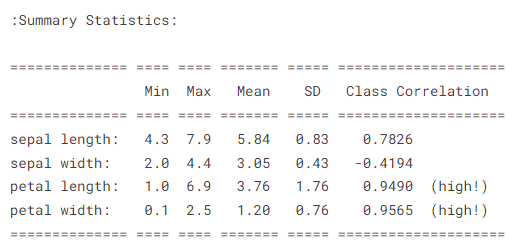 :Summary Statistics:
============== ==== ==== ======= ===== ====================
Min Max Mean SD Class Correlation
============== ==== ==== ======= ===== ====================
sepal length: 4.3 7.9 5.84 0.83 0.7826
sepal width: 2.0 4.4 3.05 0.43 -0.4194
petal length: 1.0 6.9 3.76 1.76 0.9490 (high!)
petal width: 0.1 2.5 1.20 0.76 0.9565 (high!)
============== ==== ==== ======= ===== ====================